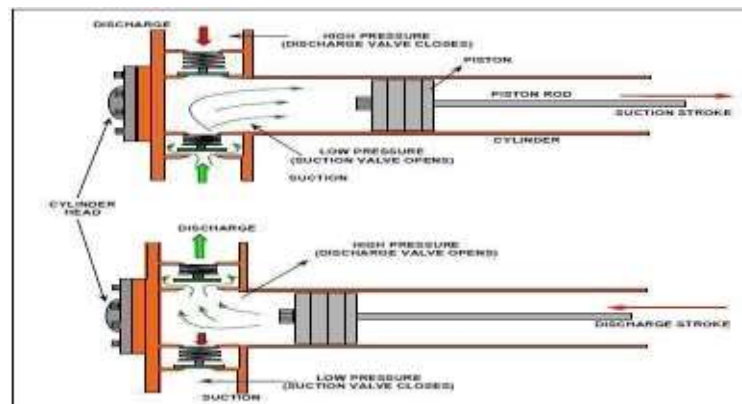 DISCHARGE
HIGH PRESSURE
(DISCHARGE VALVE CLOSES)
PISTON
PISTON ROD
SUCTION STROKE
CYLINDER
LOW PRESSURE
(SUCTION VALVE OPENS)
SUCTION
CYLINDER
HEAD
DISCHARGE
HIGH PRESSURE
(DISCHARGE VALVE OPENS)
DISCHARGE STROKE
LOW PRESSURE
(SUCTION VALVE CLOSES)
SUCTION